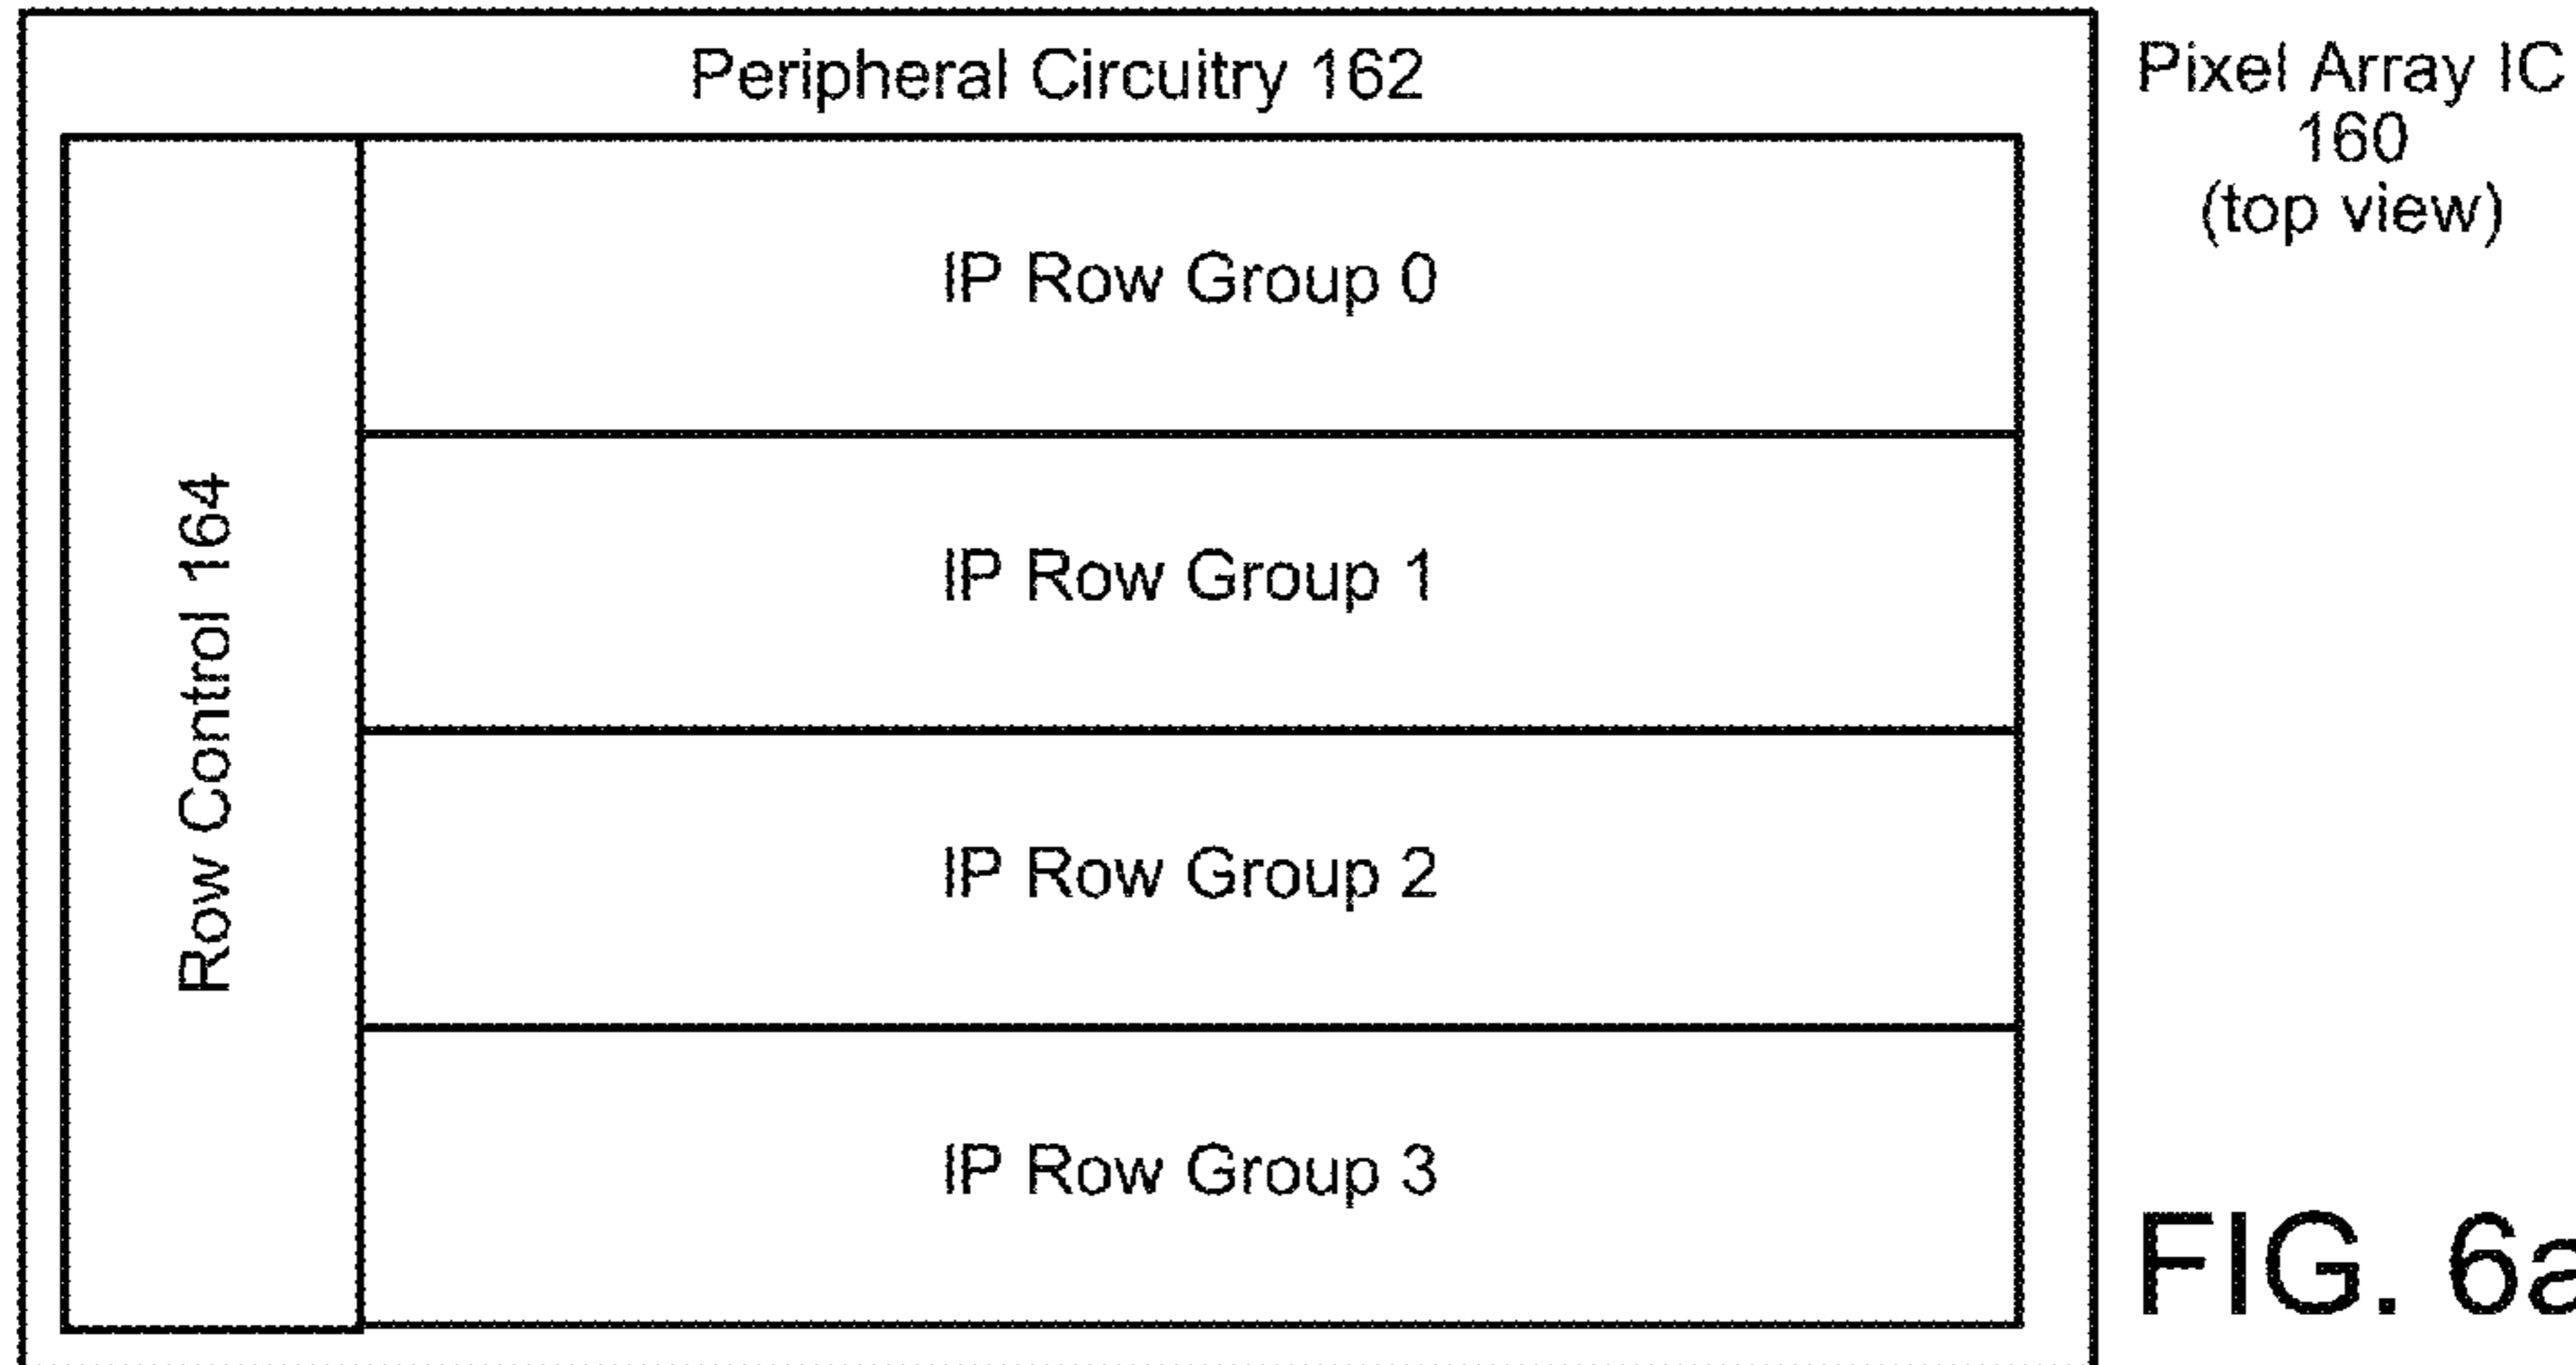 Peripheral Circuitry 162
Pixel Array IC
160
(top view)
Row Control 164
IP Row Group 0
IP Row Group 1
IP Row Group 2
IP Row Group 3
FIG. 6a